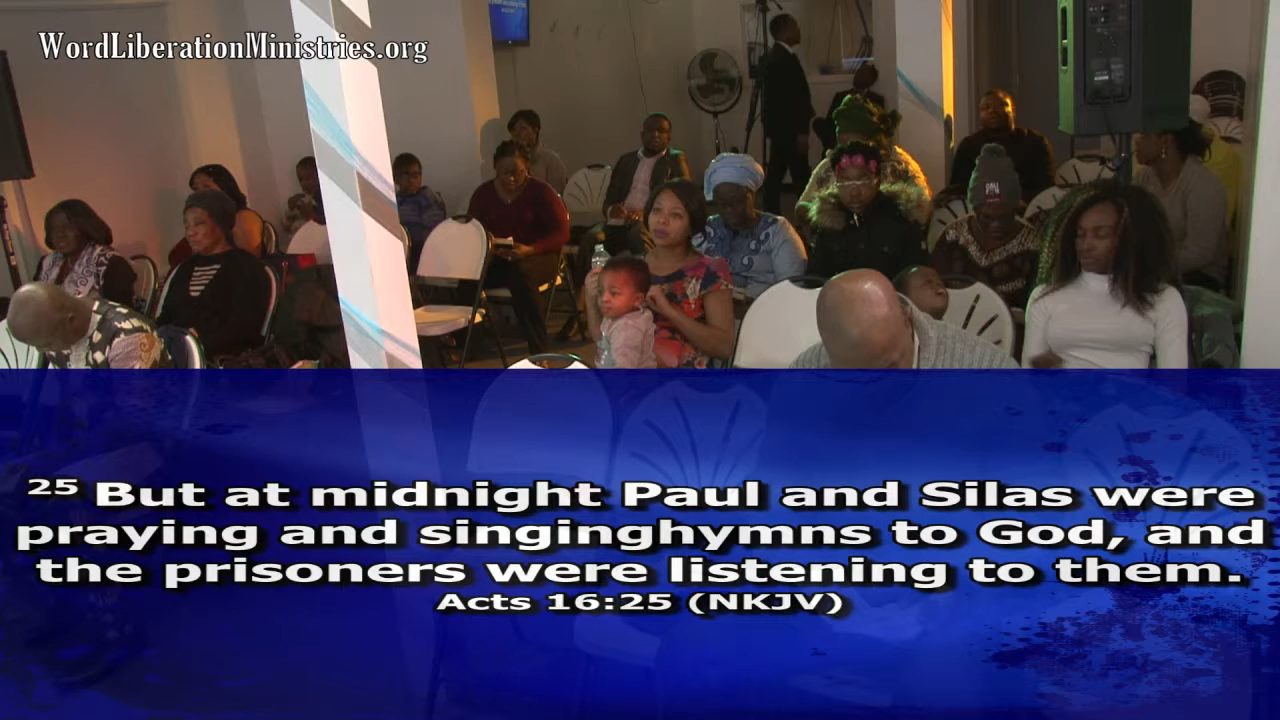 WordLiberationMinistries.org
25 But at midnight Paul and Silas were
praying and singinghymns to God, and
the prisoners were listening to them.
Acts 16:25 (NKJV)